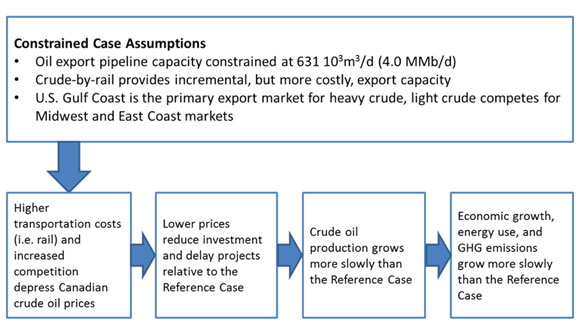 Constrained Case Assumptions
• Oil export pipeline capacity constrained at 631 10³m³/d (4.0 MMb/d)
• Crude-by-rail provides incremental, but more costly, export capacity
• U.S. Gulf Coast is the primary export market for heavy crude, light crude competes for
Midwest and East Coast markets
Higher
transportation costs
(i.e. rail) and
increased
competition
depress Canadian
crude oil prices
Lower prices
reduce investment
and delay projects
relative to the
Reference Case
Crude oil
production grows
more slowly than
the Reference Case
Economic growth,
energy use, and
GHG emissions
grow more slowly
than the Reference
Case